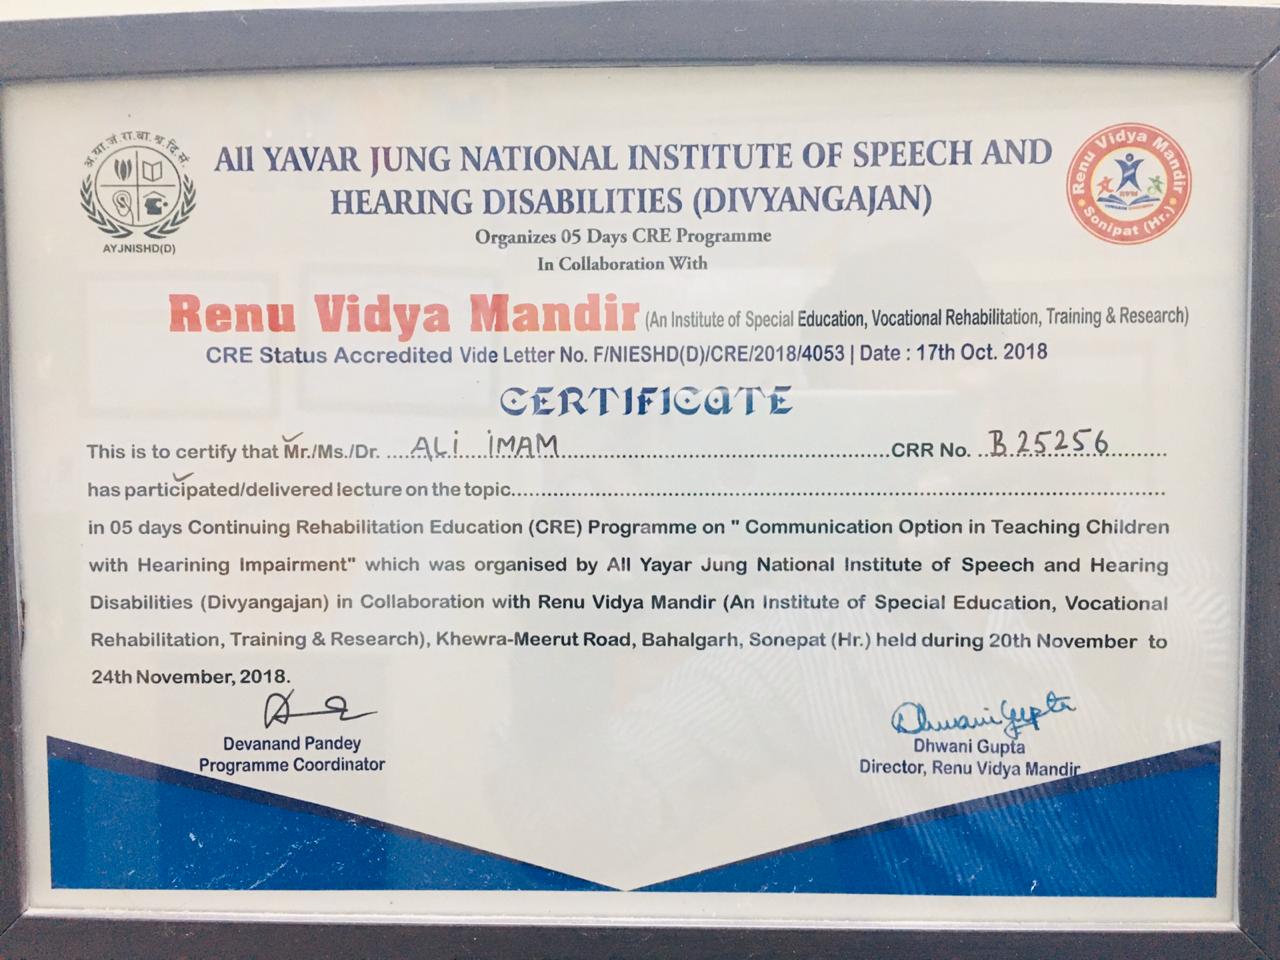 अ.या.जं.रा.वा.श्र.दि.सं.
AYJNISHD(D)
All YAVAR JUNG NATIONAL INSTITUTE OF SPEECH AND
HEARING DISABILITIES (DIVYANGAJAN)
Renu Vidya Mandir
Sonipat (Hr.)
Organizes 05 Days CRE Programme
In Collaboration With
Renu Vidya Mandir (An Institute of Special Education, Vocational Rehabilitation, Training & Research)
CRE Status Accredited Vide Letter No. F/NIESHD(D)/CRE/2018/4053 | Date : 17th Oct. 2018
CERTIFICATE
This is to certify that Mr./Ms./Dr. ....ALI IMAM....CRR No. ..B 25256....
has participated/delivered lecture on the topic....
in 05 days Continuing Rehabilitation Education (CRE) Programme on " Communication Option in Teaching Children
with Hearining Impairment" which was organised by All Yayar Jung National Institute of Speech and Hearing
Disabilities (Divyangajan) in Collaboration with Renu Vidya Mandir (An Institute of Special Education, Vocational
Rehabilitation, Training & Research), Khewra-Meerut Road, Bahalgarh, Sonepat (Hr.) held during 20th November to
24th November, 2018.
Dhwani Gupta
Devanand Pandey
Programme Coordinator
Dhwani Gupta
Director, Renu Vidya Mandir